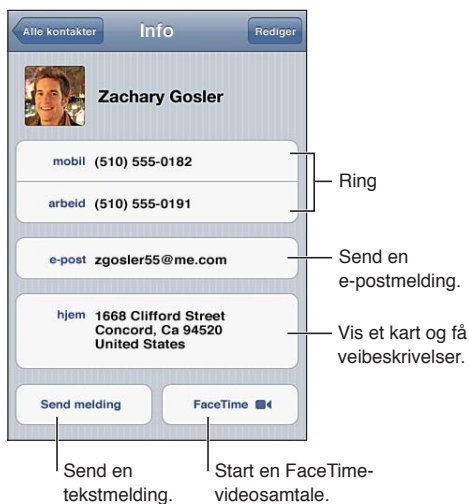 Alle kontakter Info Rediger
Zachary Gosler
mobil (510) 555-0182
arbeid (510) 555-0191
Ring
e-post zgosler55@me.com
Send en
e-postmelding.
hjem 1668 Clifford Street
Concord, Ca 94520
United States
Vis et kart og få
veibeskrivelser.
Send melding FaceTime
Send en
tekstmelding.
Start en FaceTime-
videosamtale.